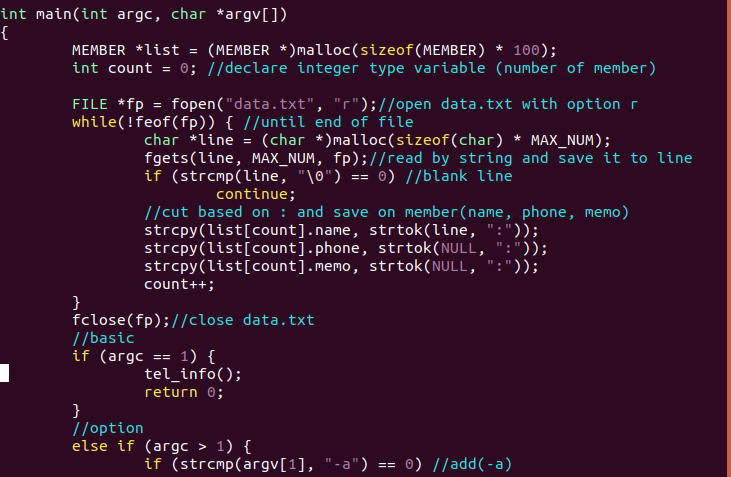 int main(int argc, char *argv[])
{
        MEMBER *list = (MEMBER *)malloc(sizeof(MEMBER) * 100);
        int count = 0; //declare integer type variable (number of member)

        FILE *fp = fopen("data.txt", "r");//open data.txt with option r
        while(!feof(fp)) { //until end of file
                char *line = (char *)malloc(sizeof(char) * MAX_NUM);
                fgets(line, MAX_NUM, fp);//read by string and save it to line
                if (strcmp(line, "\0") == 0) //blank line
                        continue;
                //cut based on : and save on member(name, phone, memo)
                strcpy(list[count].name, strtok(line, ":"));
                strcpy(list[count].phone, strtok(NULL, ":"));
                strcpy(list[count].memo, strtok(NULL, ":"));
                count++;
        }
        fclose(fp);//close data.txt
        //basic
        if (argc == 1) {
                tel_info();
                return 0;
        }
        //option
        else if (argc > 1) {
                if (strcmp(argv[1], "-a") == 0) //add(-a)